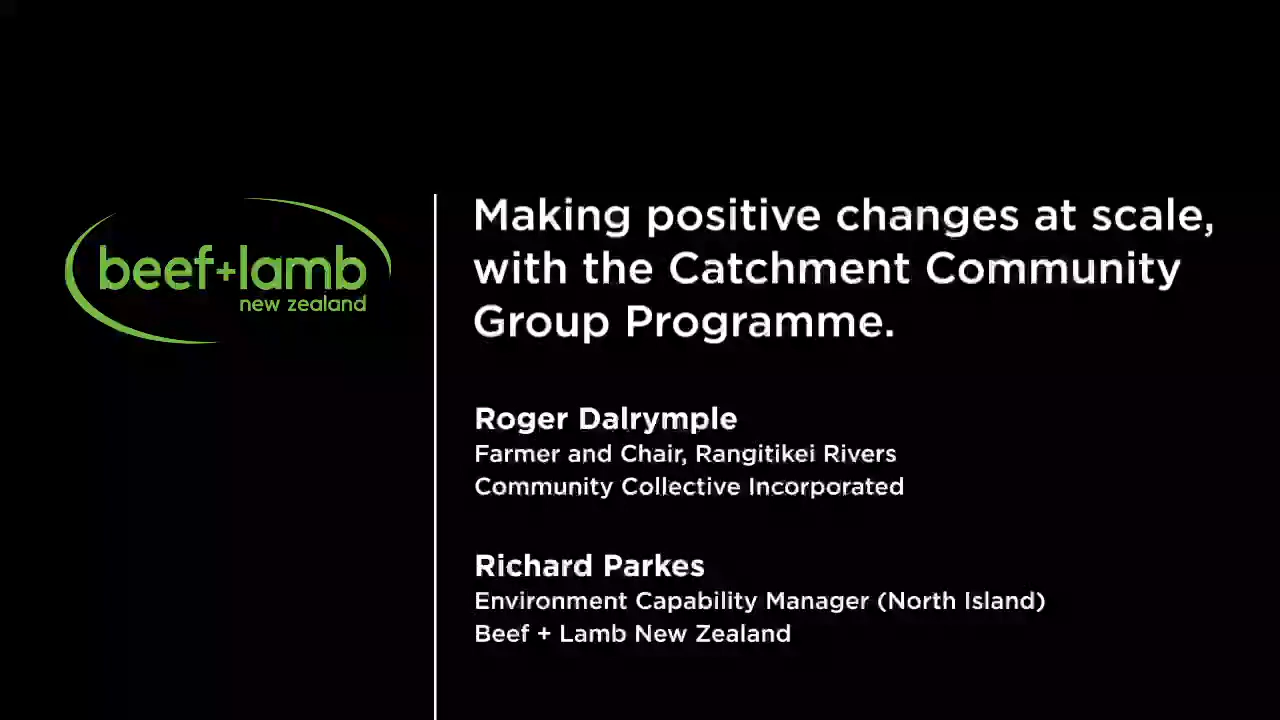 beef+lamb
new zealand
Making positive changes at scale,
with the Catchment Community
Group Programme.
Roger Dalrymple
Farmer and Chair, Rangitikei Rivers
Community Collective Incorporated
Richard Parkes
Environment Capability Manager (North Island)
Beef + Lamb New Zealand